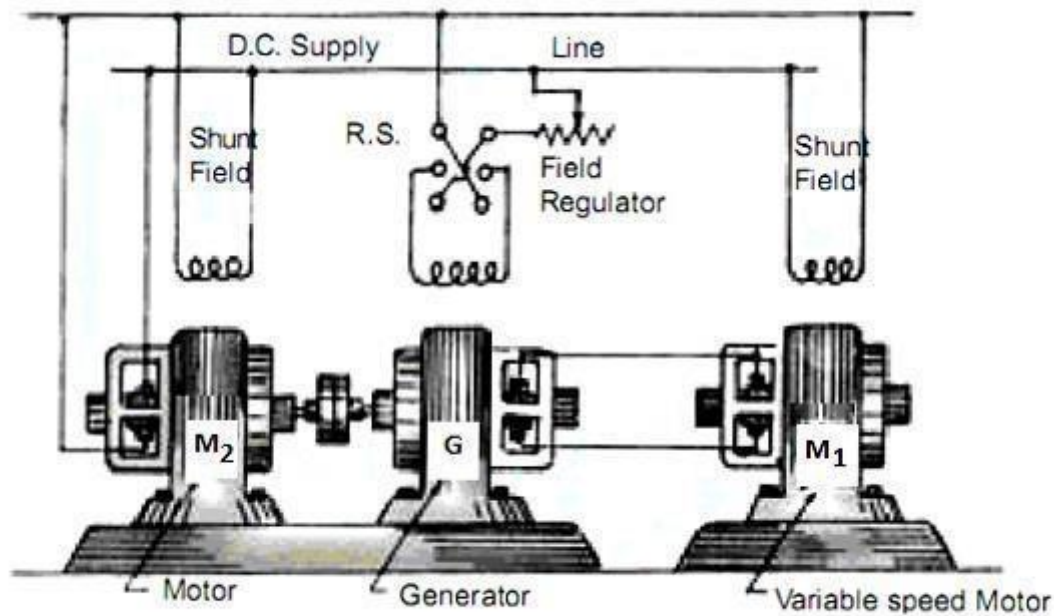 D.C. Supply
Line
Shunt
Field
R.S.
Field
Regulator
Shunt
Field
M2
G
M1
Motor
Generator
Variable speed Motor